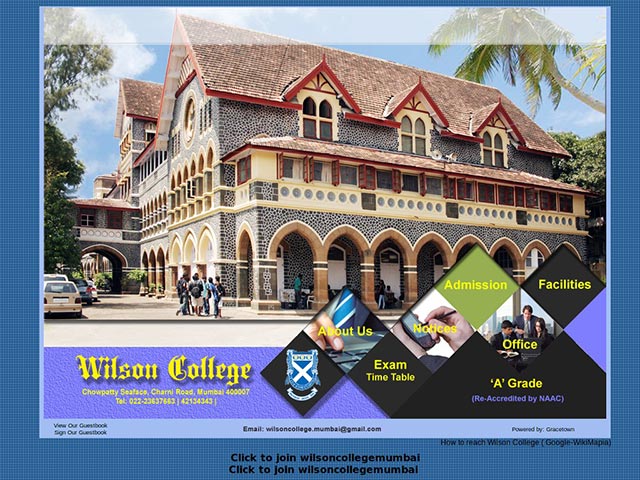 Admission
Facilities
About Us
Notices
Office
Exam
Time Table
Wilson College
Chowpatty Seaface, Charni Road, Mumbai 400007
Tel: 022-23637663 | 42134343 |
'A' Grade
(Re-Accredited by NAAC)
View Our Guestbook
Sign Our Guestbook
Email: wilsoncollege.mumbai@gmail.com
Powered by: Gracetown
How to reach Wilson College ( Google-WikiMapia)
Click to join wilsoncollegemumbai
Click to join wilsoncollegemumbai